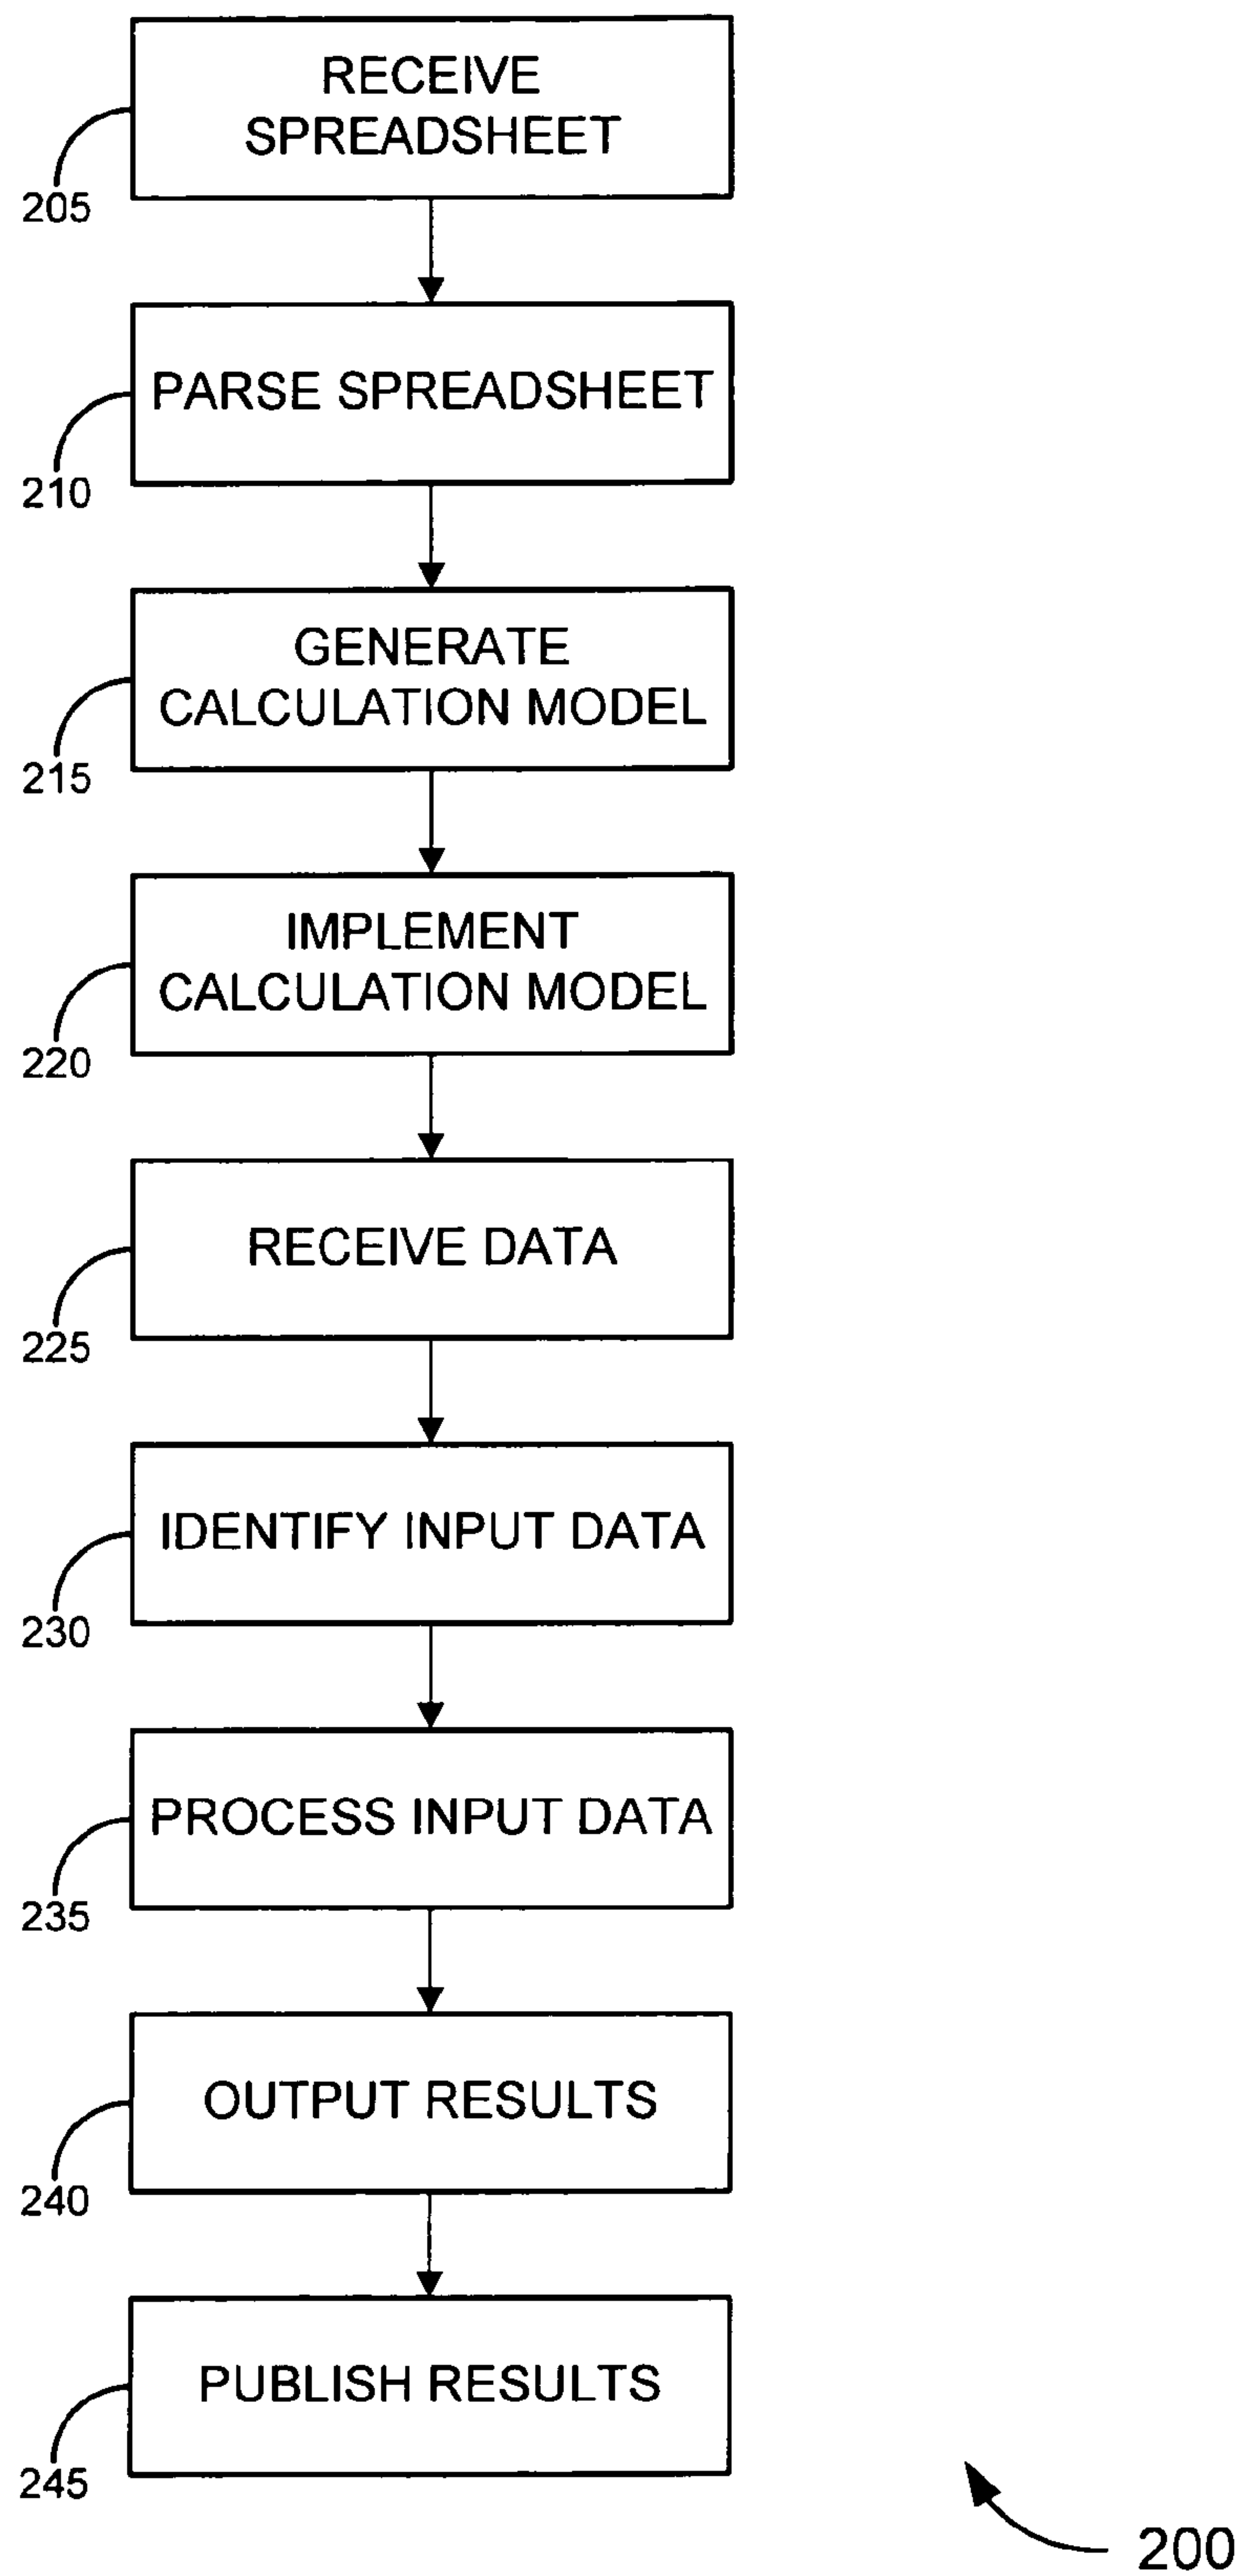 RECEIVE
SPREADSHEET
205
PARSE SPREADSHEET
210
GENERATE
CALCULATION MODEL
215
IMPLEMENT
CALCULATION MODEL
220
RECEIVE DATA
225
IDENTIFY INPUT DATA
230
PROCESS INPUT DATA
235
OUTPUT RESULTS
240
PUBLISH RESULTS
245
200